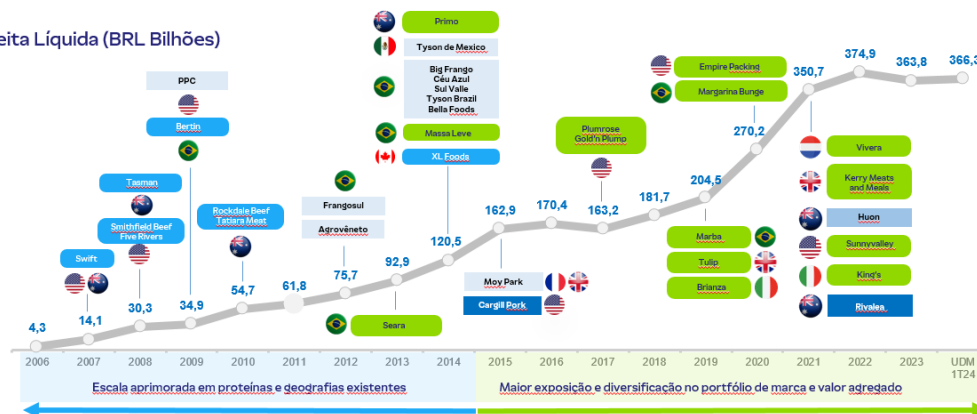 eita Líquida (BRL Bilhões)
Primo
Tyson de Mexico
Big Frango
Céu Azul
Sul Valle
Tyson Brazil
Bella Foods
Massa Leve
XL Foods
PPC
Bertin
Tasman
Smithfield Beef
Five Rivers
Swift
Rockdale Beef
Tatiara Meat
Frangosul
Agrovêneto
Seara
Moy Park
Cargill Pork
Plumrose
Gold'n Plump
Empire Packing
Margarina Bunge
Marba
Tulip
Brianza
Vivera
Kerry Meats
and Meals
Huon
Sunnyvalley
King's
Rivalea
4,3
14,1
30,3
34,9
54,7
61,8
75,7
92,9
120,5
162,9
170,4
163,2
181,7
204,5
270,2
350,7
374,9
363,8
366,3
2006
2007
2008
2009
2010
2011
2012
2013
2014
2015
2016
2017
2018
2019
2020
2021
2022
2023
UDM
1T24
Escala aprimorada em proteínas e geografias existentes
Maior exposição e diversificação no portfólio de marca e valor agregado